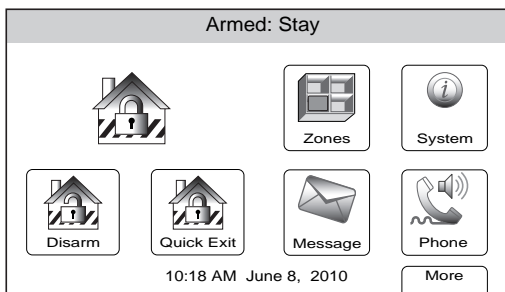 Armed: Stay
Zones
System
Disarm
Quick Exit
Message
Phone
10:18 AM June 8, 2010
More